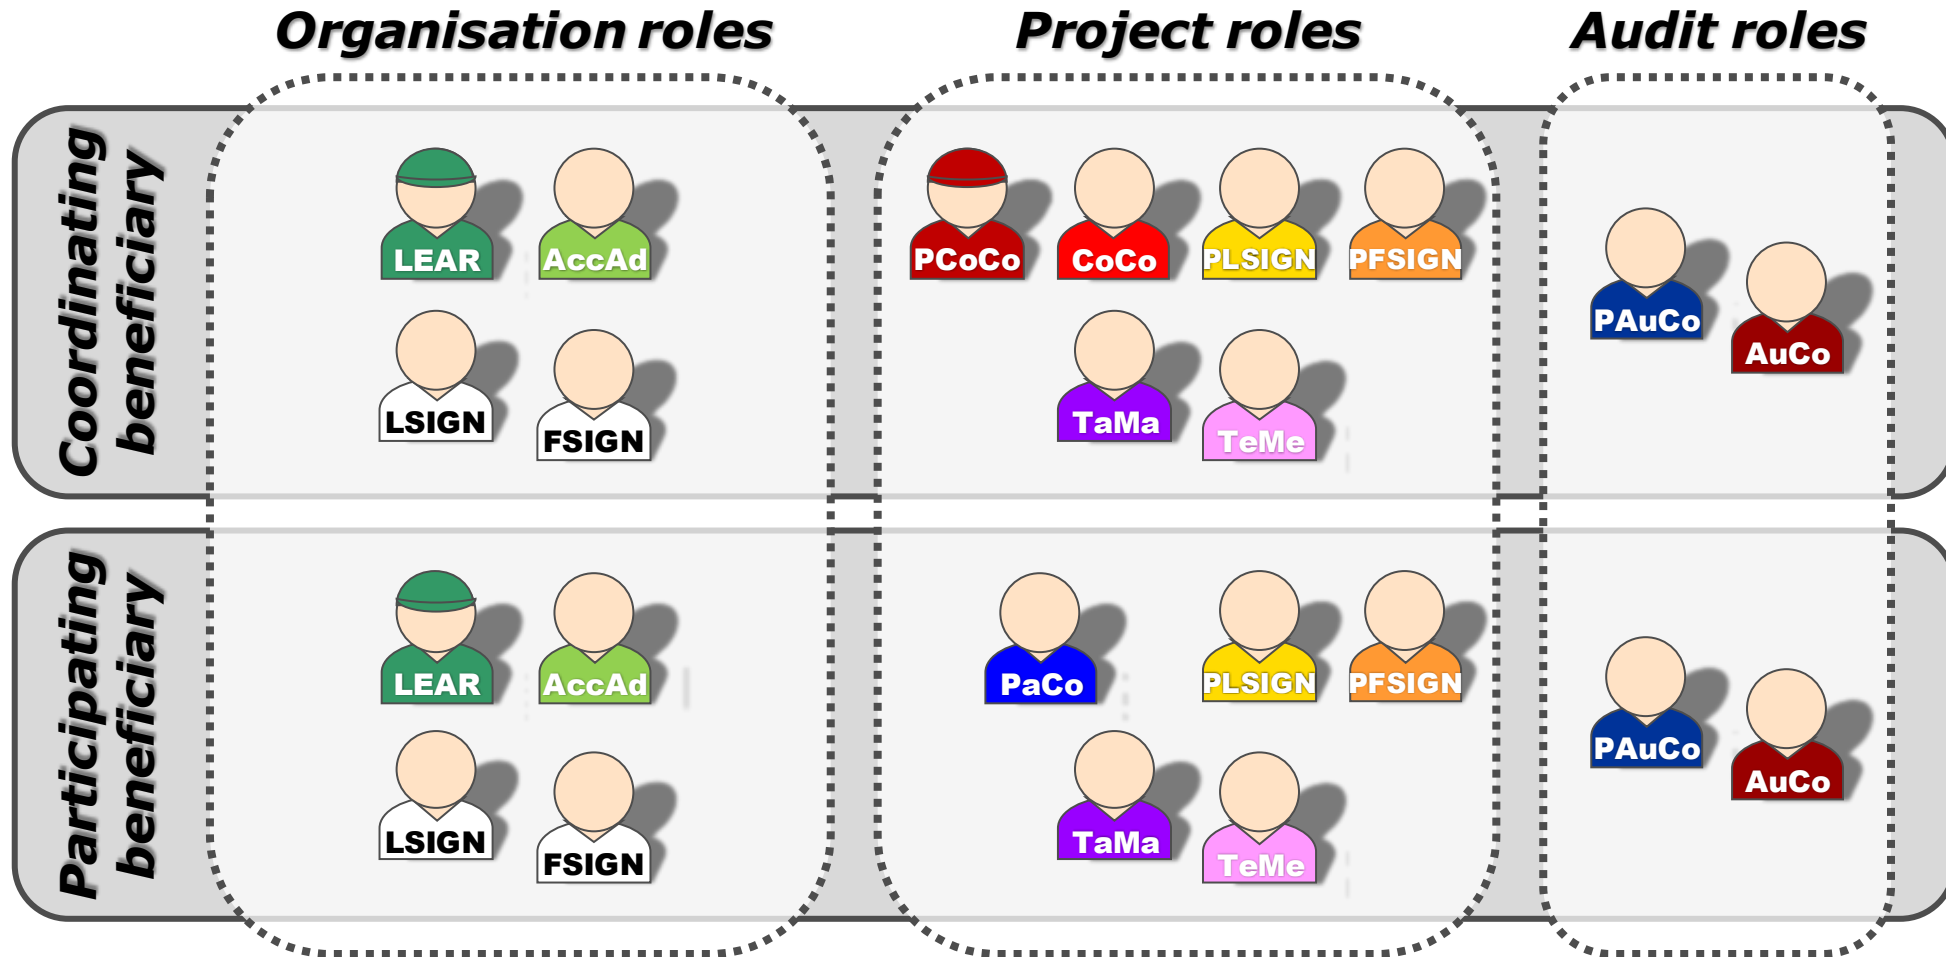 Organisation roles
Project roles
Audit roles
Coordinating
beneficiary
LEAR
AccAd
LSIGN
FSIGN
PCoCo
CoCo
PLSIGN
PFSIGN
TaMa
TeMe
PAuCo
AuCo
Participating
beneficiary
LEAR
AccAd
LSIGN
FSIGN
PaCo
PLSIGN
PFSIGN
TaMa
TeMe
PAuCo
AuCo